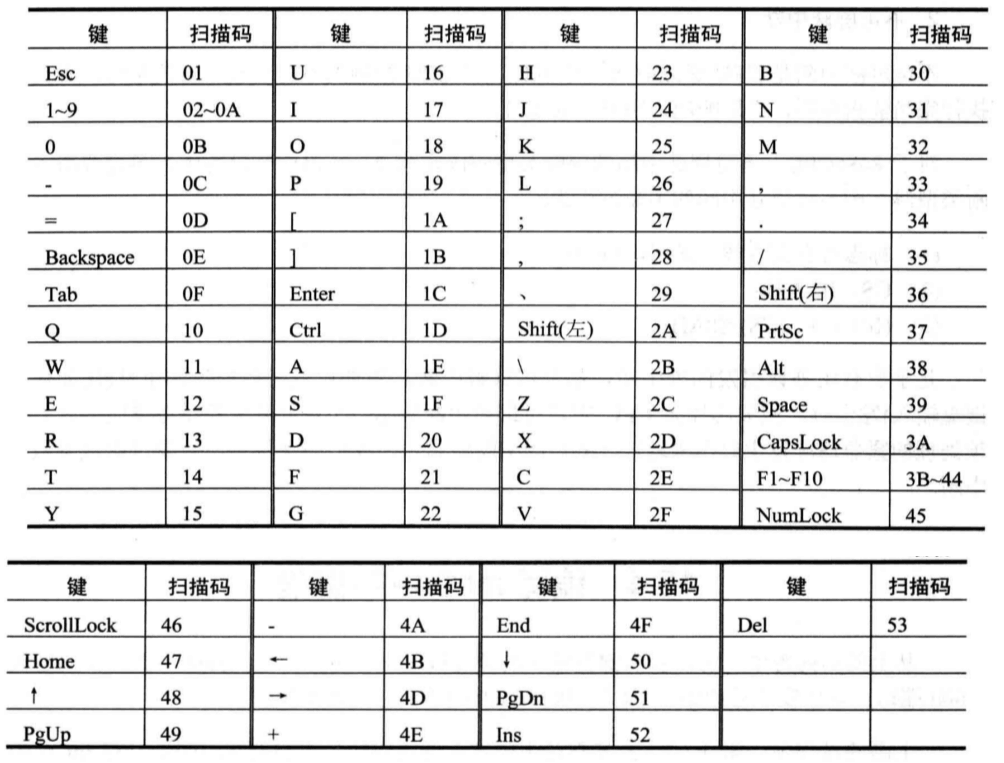 键 扫描码 键 扫描码 键 扫描码 键 扫描码
Esc 01 U 16 H 23 B 30
1~9 02~0A I 17 J 24 N 31
0 0B O 18 K 25 M 32
- 0C P 19 L 26 , 33
= 0D [ 1A ; 27 . 34
Backspace 0E ] 1B , 28 / 35
Tab 0F Enter 1C 、 29 Shift(右) 36
Q 10 Ctrl 1D Shift(左) 2A PrtSc 37
W 11 A 1E \ 2B Alt 38
E 12 S 1F Z 2C Space 39
R 13 D 20 X 2D CapsLock 3A
T 14 F 21 C 2E F1~F10 3B~44
Y 15 G 22 V 2F NumLock 45
键 扫描码 键 扫描码 键 扫描码 键 扫描码
ScrollLock 46 - 4A End 4F Del 53
Home 47 ← 4B ↓ 50
↑ 48 → 4D PgDn 51
PgUp 49 + 4E Ins 52